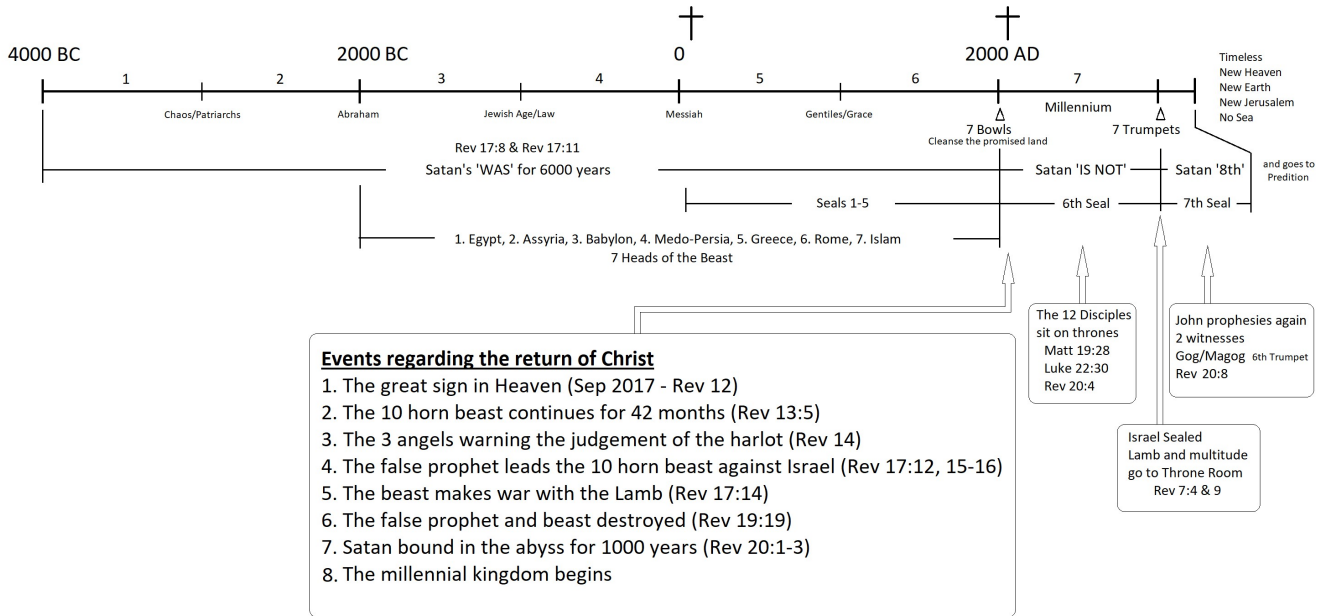 4000 BC
2000 BC
0
2000 AD
1
2
3
4
5
6
7
Timeless
New Heaven
New Earth
New Jerusalem
No Sea
Chaos/Patriarchs
Abraham
Jewish Age/Law
Messiah
Gentiles/Grace
Millennium
7 Bowls
Cleanse the promised land
7 Trumpets
Rev 17:8 & Rev 17:11
Satan's 'WAS' for 6000 years
Satan 'IS NOT'
Satan '8th'
and goes to
Predition
Seals 1-5
6th Seal
7th Seal
1. Egypt, 2. Assyria, 3. Babylon, 4. Medo-Persia, 5. Greece, 6. Rome, 7. Islam
7 Heads of the Beast
Events regarding the return of Christ
1. The great sign in Heaven (Sep 2017 - Rev 12)
2. The 10 horn beast continues for 42 months (Rev 13:5)
3. The 3 angels warning the judgement of the harlot (Rev 14)
4. The false prophet leads the 10 horn beast against Israel (Rev 17:12, 15-16)
5. The beast makes war with the Lamb (Rev 17:14)
6. The false prophet and beast destroyed (Rev 19:19)
7. Satan bound in the abyss for 1000 years (Rev 20:1-3)
8. The millennial kingdom begins
The 12 Disciples
sit on thrones
Matt 19:28
Luke 22:30
Rev 20:4
John prophesies again
2 witnesses
Gog/Magog 6th Trumpet
Rev 20:8
Israel Sealed
Lamb and multitude
go to Throne Room
Rev 7:4 & 9